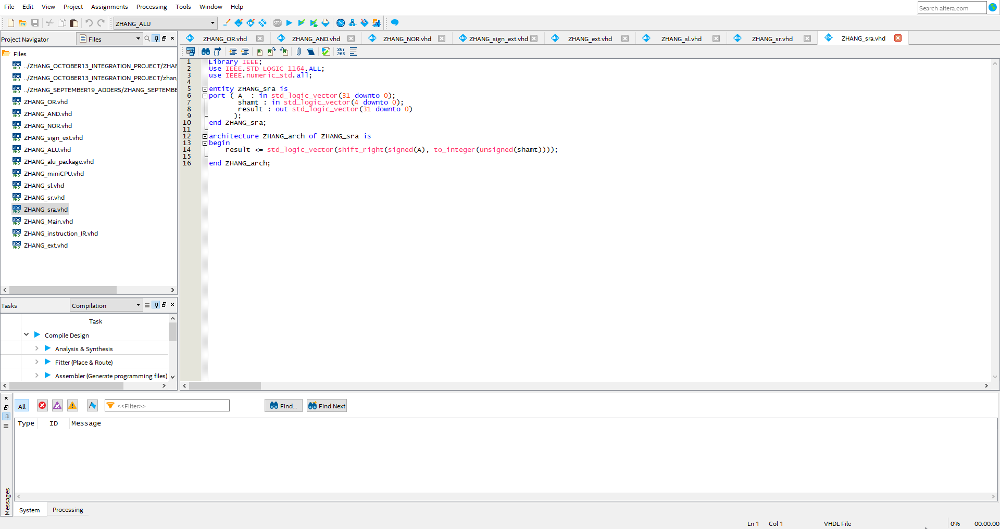 File Edit View Project Assignments Processing Tools Window Help
Search altera.com
ZHANG_ALU
STOP
Project Navigator
Files
ZHANG_OR.vhd
ZHANG_AND.vhd
ZHANG_NOR.vhd
ZHANG_sign_ext.vhd
ZHANG_ext.vhd
ZHANG_sl.vhd
ZHANG_sr.vhd
ZHANG_sra.vhd
267
268
Files
../ZHANG_OCTOBER13_INTEGRATION_PROJECT/ZHAN
../ZHANG_OCTOBER13_INTEGRATION_PROJECT/zhang
../ZHANG_SEPTEMBER19_ADDERS/ZHANG_SEPTEMBE
ZHANG_OR.vhd
ZHANG_AND.vhd
ZHANG_NOR.vhd
ZHANG_sign_ext.vhd
ZHANG_ALU.vhd
ZHANG_alu_package.vhd
ZHANG_miniCPU.vhd
ZHANG_sl.vhd
ZHANG_sr.vhd
ZHANG_sra.vhd
ZHANG_Main.vhd
ZHANG_instruction_IR.vhd
ZHANG_ext.vhd
1 Library IEEE;
2 Use IEEE.STD_LOGIC_1164.ALL;
3 use IEEE.numeric_std.all;
4
5 entity ZHANG_sra is
6 port ( A  : in std_logic_vector(31 downto 0);
7 shamt : in std_logic_vector(4 downto 0);
8 result : out std_logic_vector(31 downto 0)
9 );
10 end ZHANG_sra;
11
12 architecture ZHANG_arch of ZHANG_sra is
13 begin
14 result <= std_logic_vector(shift_right(signed(A), to_integer(unsigned(shamt))));
15
16 end ZHANG_arch;
Tasks
Compilation
Task
Compile Design
Analysis & Synthesis
Fitter (Place & Route)
Assembler (Generate programming files)
All
<<Filter>>
Find...
Find Next
Type ID Message
Messages
System Processing
Ln 1 Col 1 VHDL File 0% 00:00:00